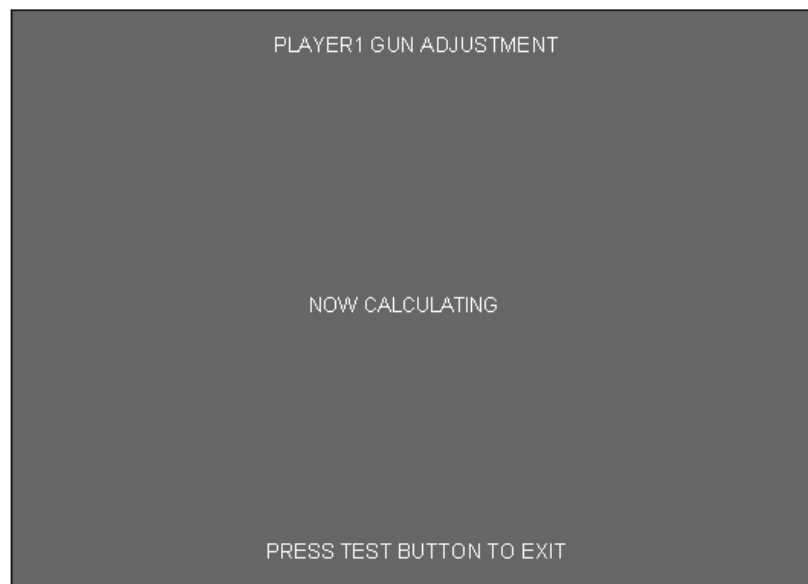 PLAYER1 GUN ADJUSTMENT
NOW CALCULATING
PRESS TEST BUTTON TO EXIT